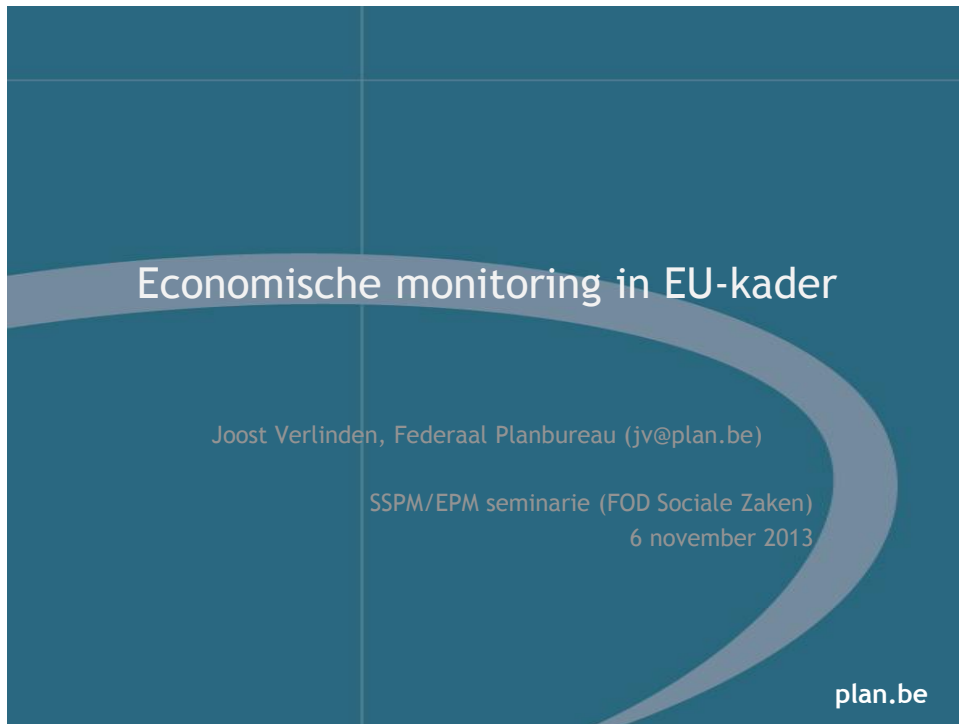 Economische monitoring in EU-kader
Joost Verlinden, Federaal Planbureau (jv@plan.be)
SSPM/EPM seminarie (FOD Sociale Zaken)
6 november 2013
plan.be